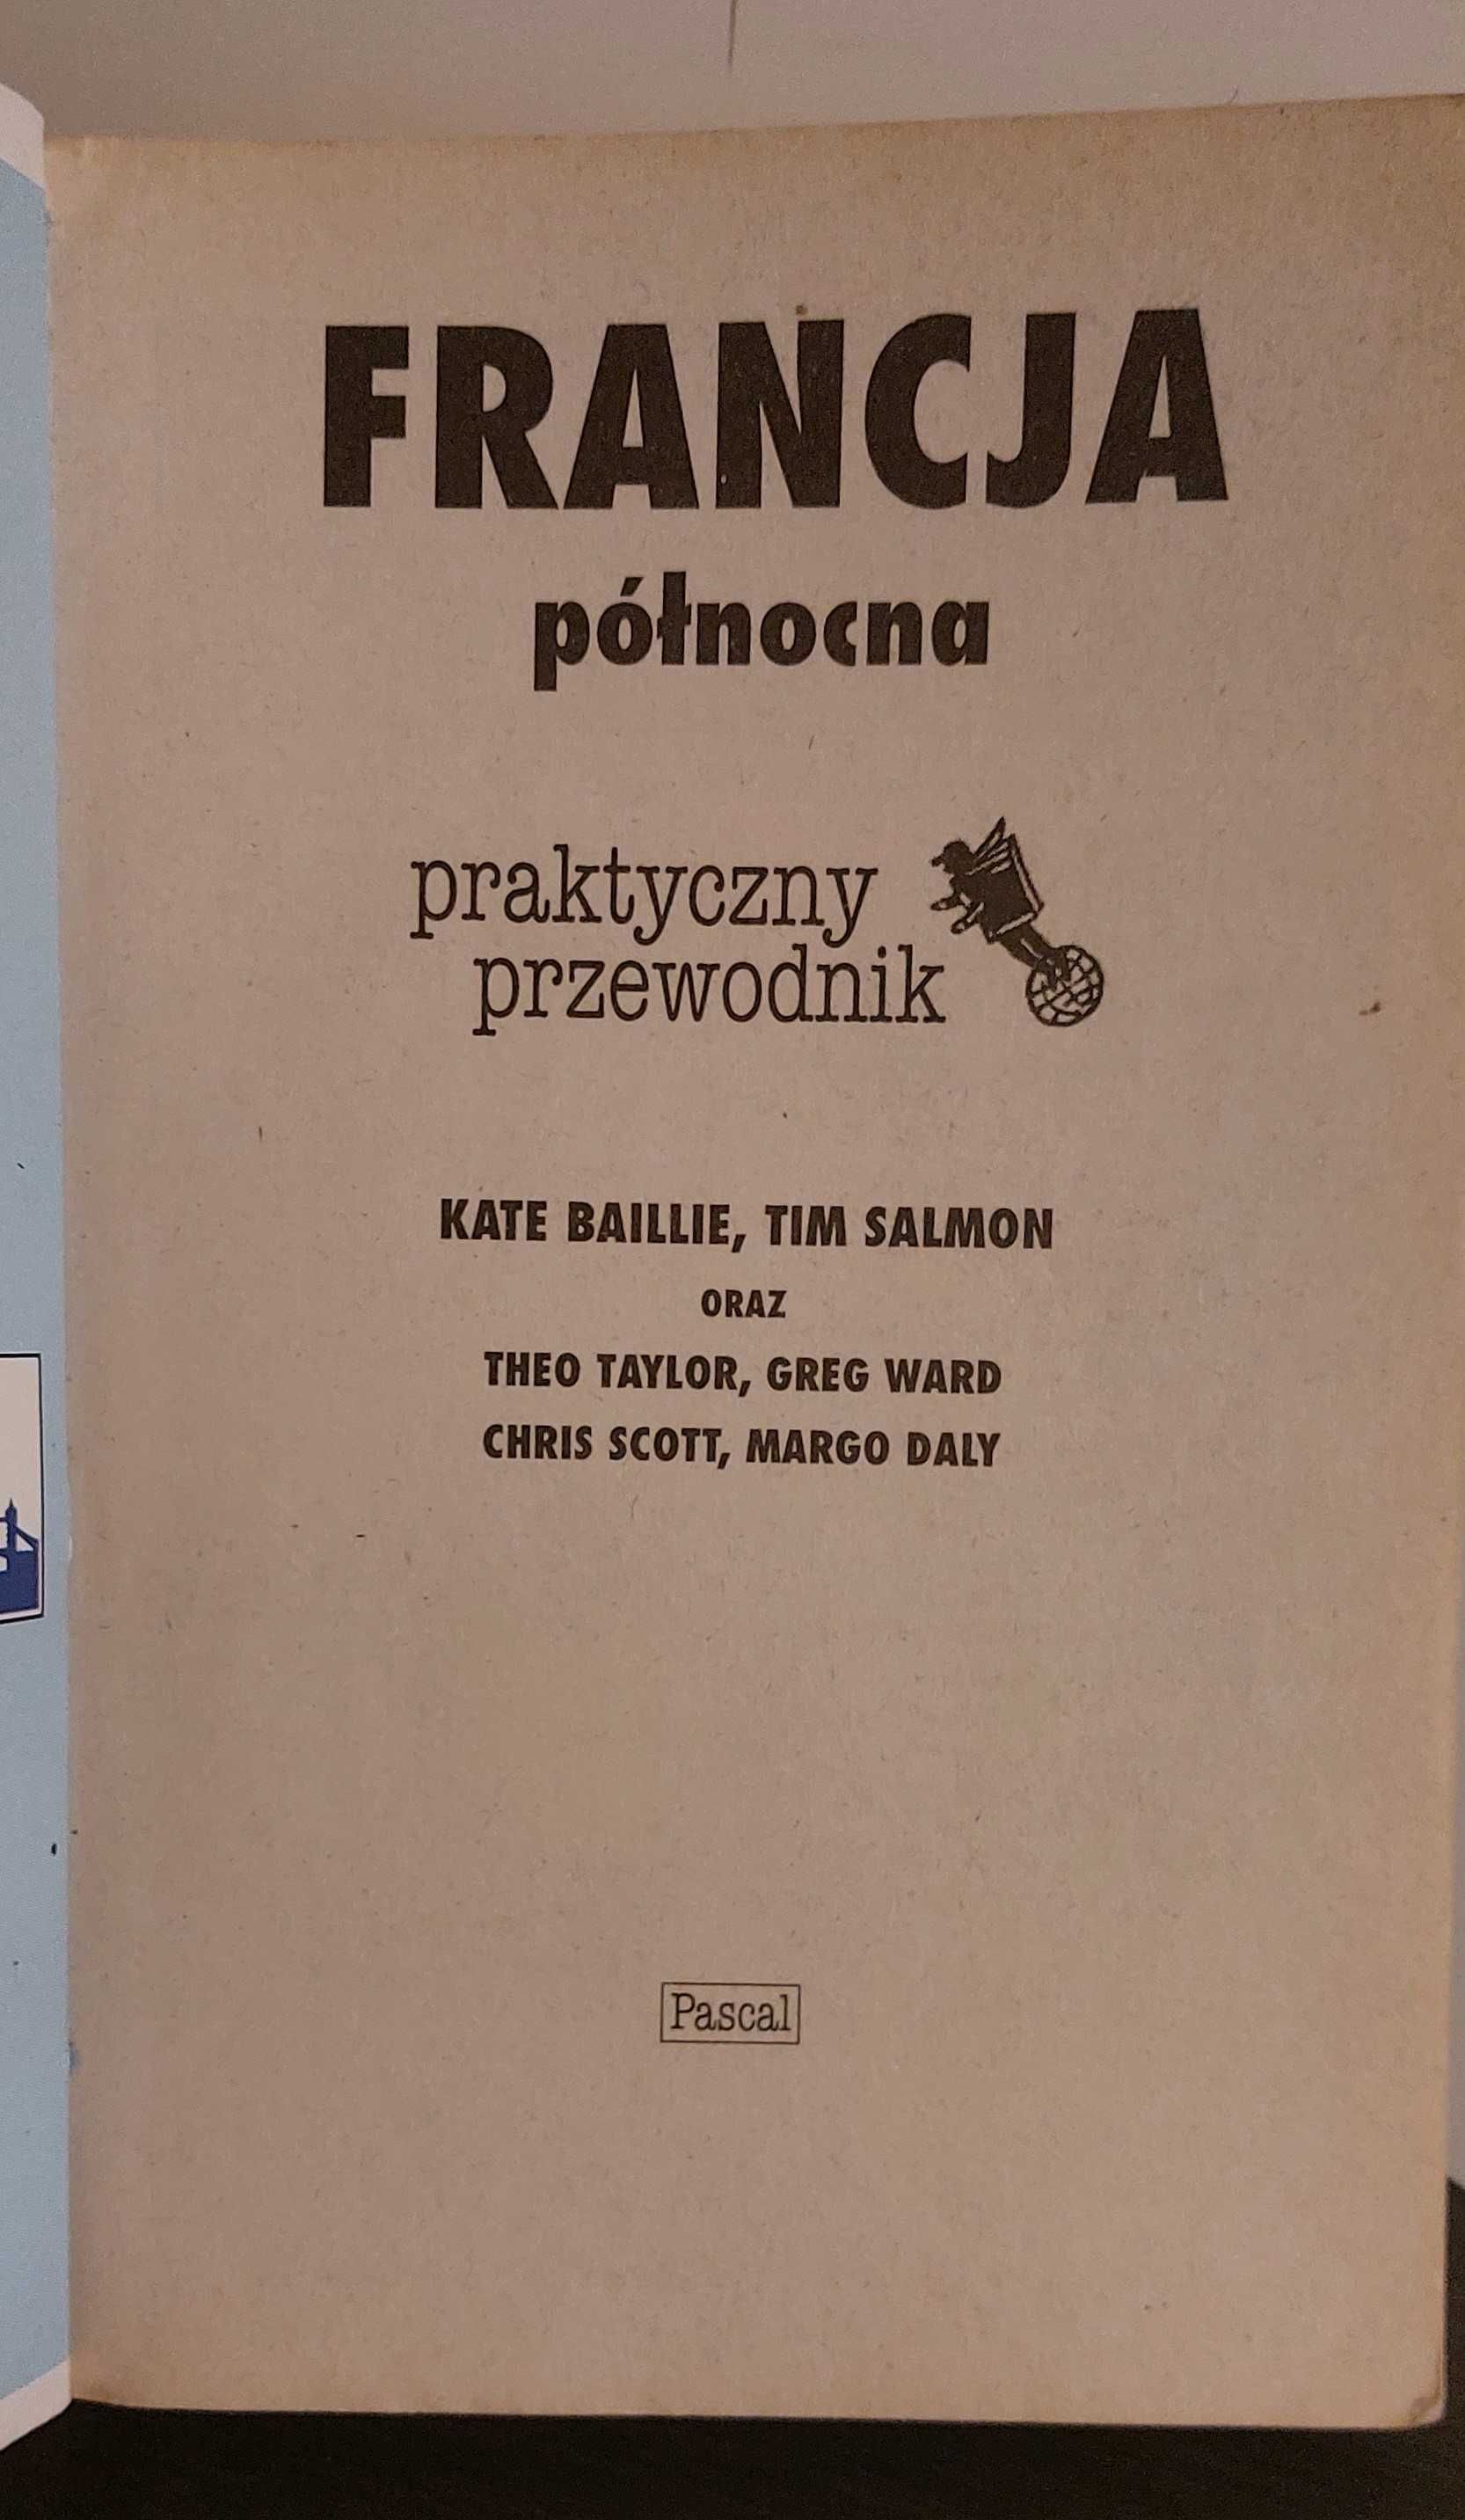 FRANCJA
północna
praktyczny
przewodnik
KATE BAILLIE, TIM SALMON
ORAZ
THEO TAYLOR, GREG WARD
CHRIS SCOTT, MARGO DALY
Pascal